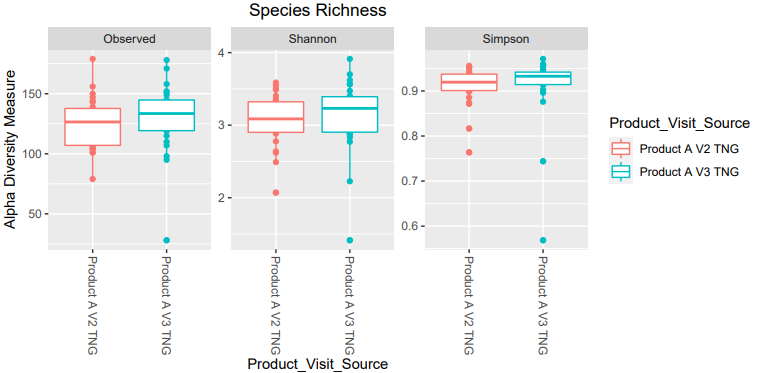 Species Richness
Observed
Shannon
Simpson
Alpha Diversity Measure
150
100
50
4
3
2
0.9
0.8
0.7
0.6
Product A V2 TNG
Product A V3 TNG
Product A V2 TNG
Product A V3 TNG
Product A V2 TNG
Product A V3 TNG
Product_Visit_Source
Product_Visit_Source
Product A V2 TNG
Product A V3 TNG